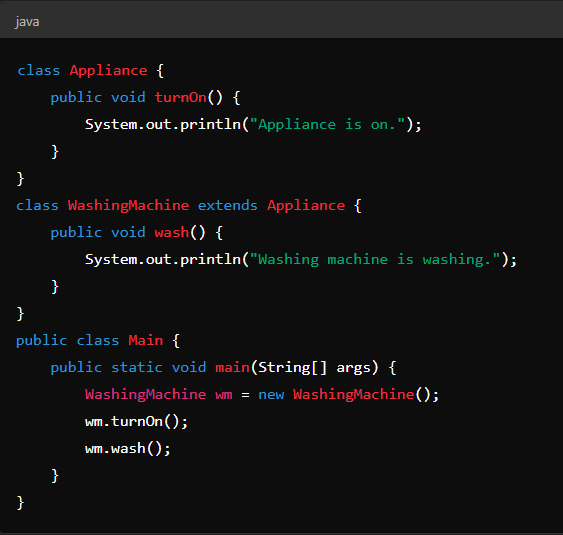 java
class Appliance {
    public void turnOn() {
        System.out.println("Appliance is on.");
    }
}
class WashingMachine extends Appliance {
    public void wash() {
        System.out.println("Washing machine is washing.");
    }
}
public class Main {
    public static void main(String[] args) {
        WashingMachine wm = new WashingMachine();
        wm.turnOn();
        wm.wash();
    }
}